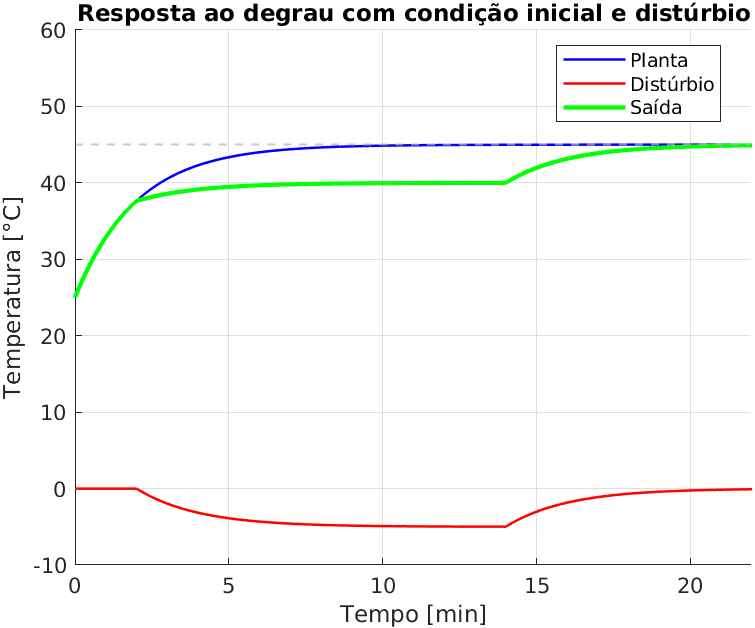 Resposta ao degrau com condição inicial e distúrbio
60
50
40
30
20
10
0
-10
Temperatura [°C]
Planta
Distúrbio
Saída
0
5
10
15
20
Tempo [min]